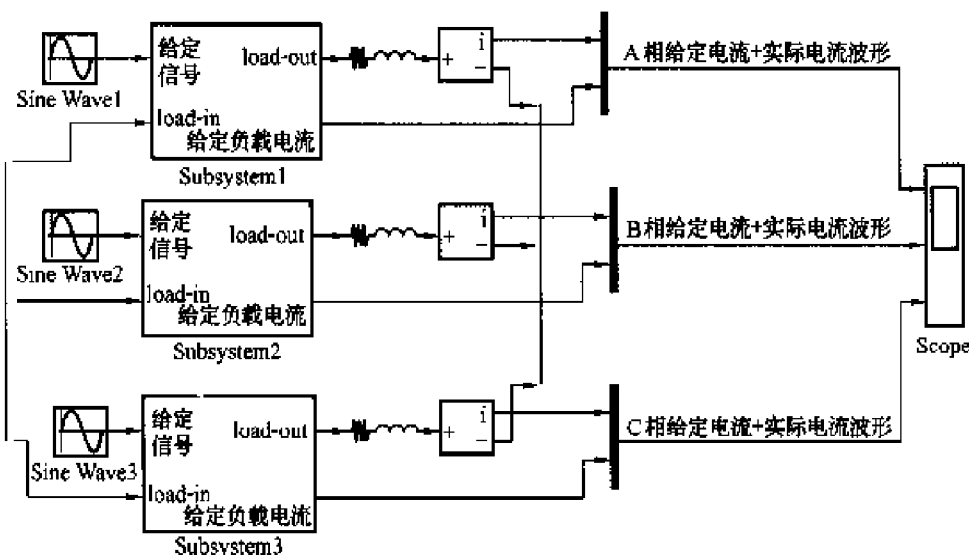 给定
信号
load-out
i
+
−
A相给定电流+实际电流波形
Sine Wave1
load-in
给定负载电流
Subsystem1
给定
信号
load-out
i
+
−
B相给定电流+实际电流波形
Sine Wave2
load-in
给定负载电流
Subsystem2
Scope
给定
信号
load-out
i
+
−
C相给定电流+实际电流波形
Sine Wave3
load-in
给定负载电流
Subsystem3